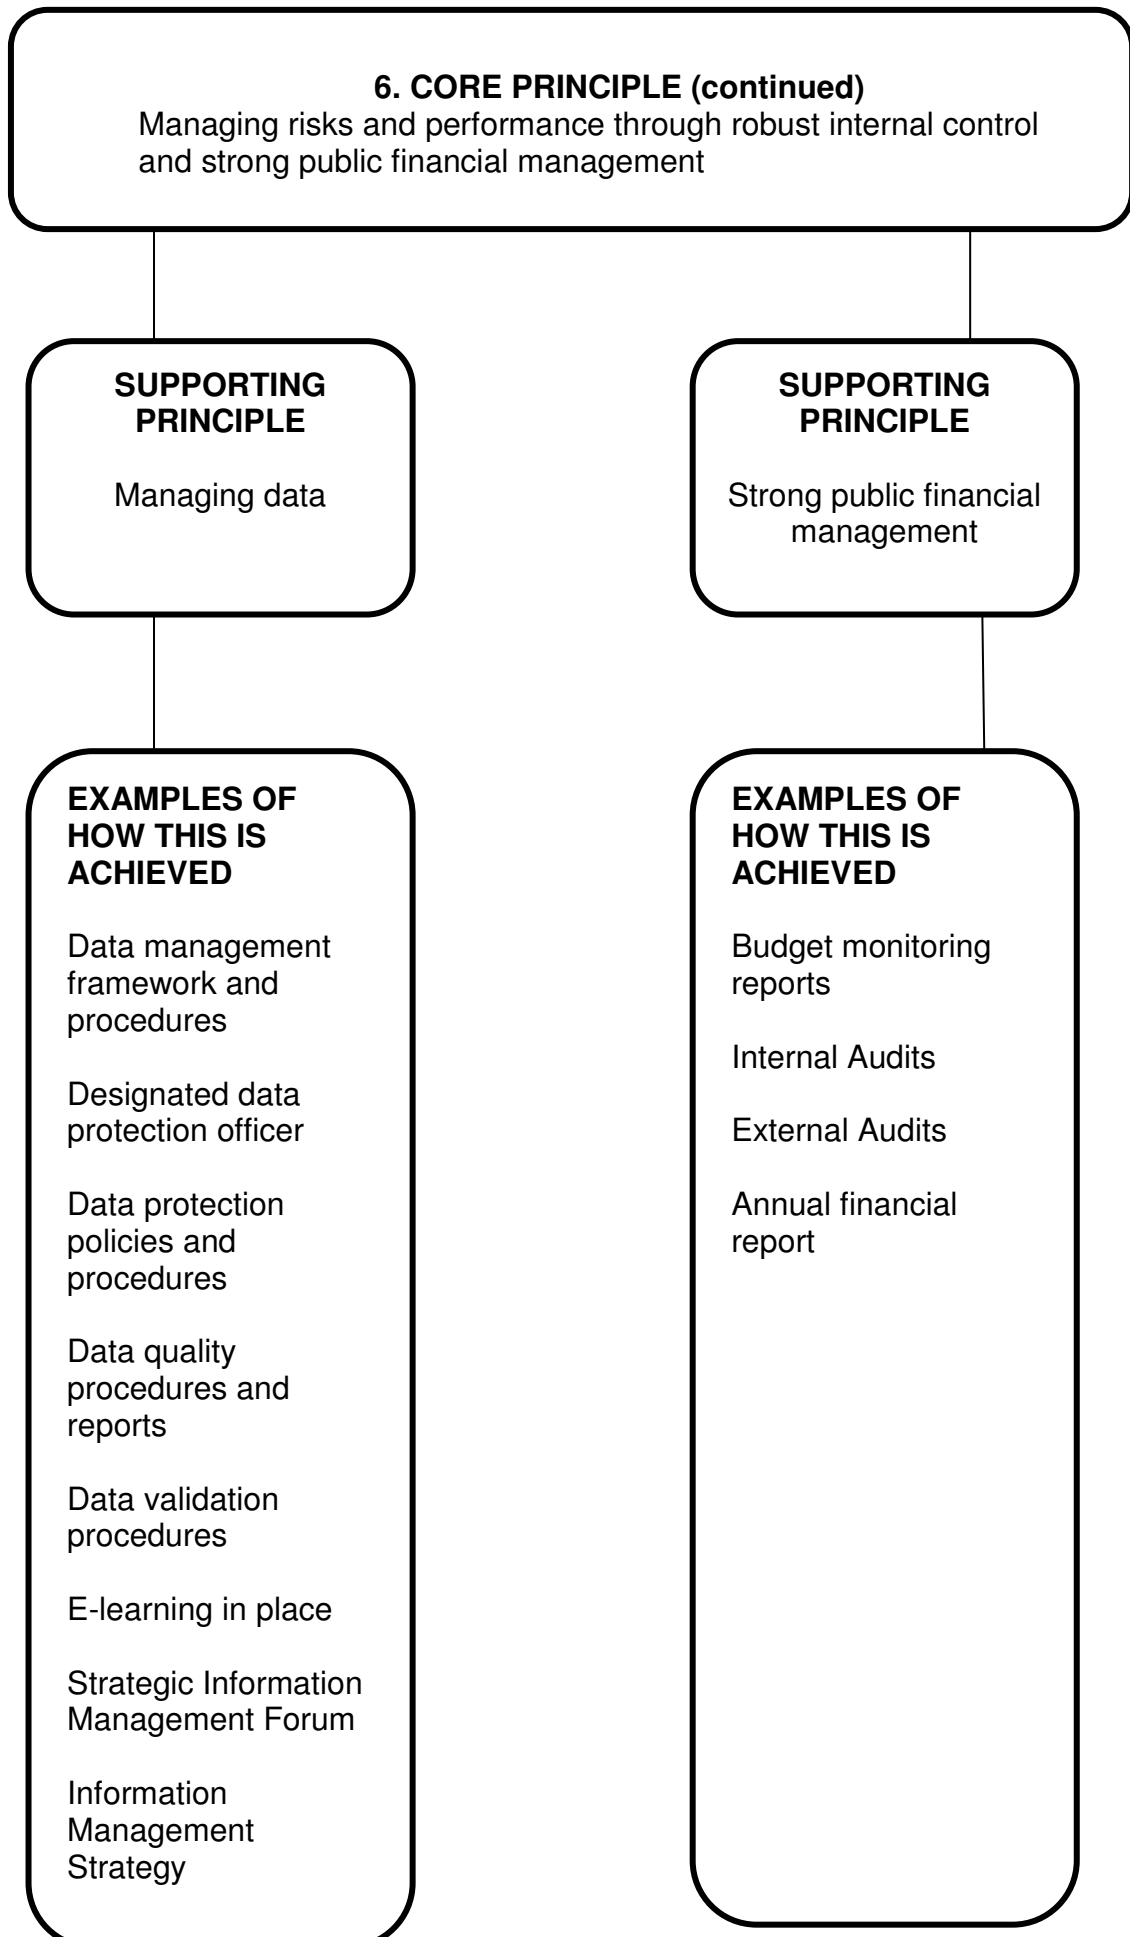 6. CORE PRINCIPLE (continued)
Managing risks and performance through robust internal control
and strong public financial management
SUPPORTING
PRINCIPLE
Managing data
SUPPORTING
PRINCIPLE
Strong public financial
management
EXAMPLES OF
HOW THIS IS
ACHIEVED
Data management
framework and
procedures
Designated data
protection officer
Data protection
policies and
procedures
Data quality
procedures and
reports
Data validation
procedures
E-learning in place
Strategic Information
Management Forum
Information
Management
Strategy
EXAMPLES OF
HOW THIS IS
ACHIEVED
Budget monitoring
reports
Internal Audits
External Audits
Annual financial
report